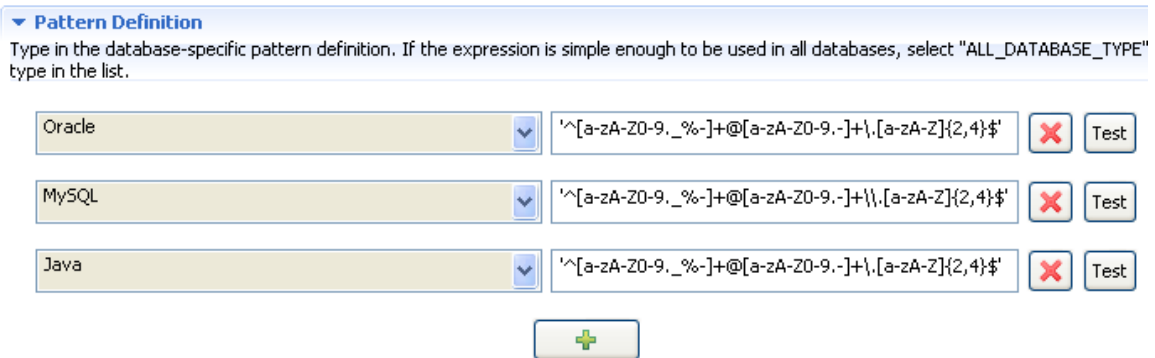 Pattern Definition
Type in the database-specific pattern definition. If the expression is simple enough to be used in all databases, select "ALL_DATABASE_TYPE"
type in the list.
Oracle '^[a-zA-Z0-9._%-]+@[a-zA-Z0-9.-]+\.[a-zA-Z]{2,4}$' Test
MySQL '^[a-zA-Z0-9._%-]+@[a-zA-Z0-9.-]+\\.[a-zA-Z]{2,4}$' Test
Java '^[a-zA-Z0-9._%-]+@[a-zA-Z0-9.-]+\.[a-zA-Z]{2,4}$' Test